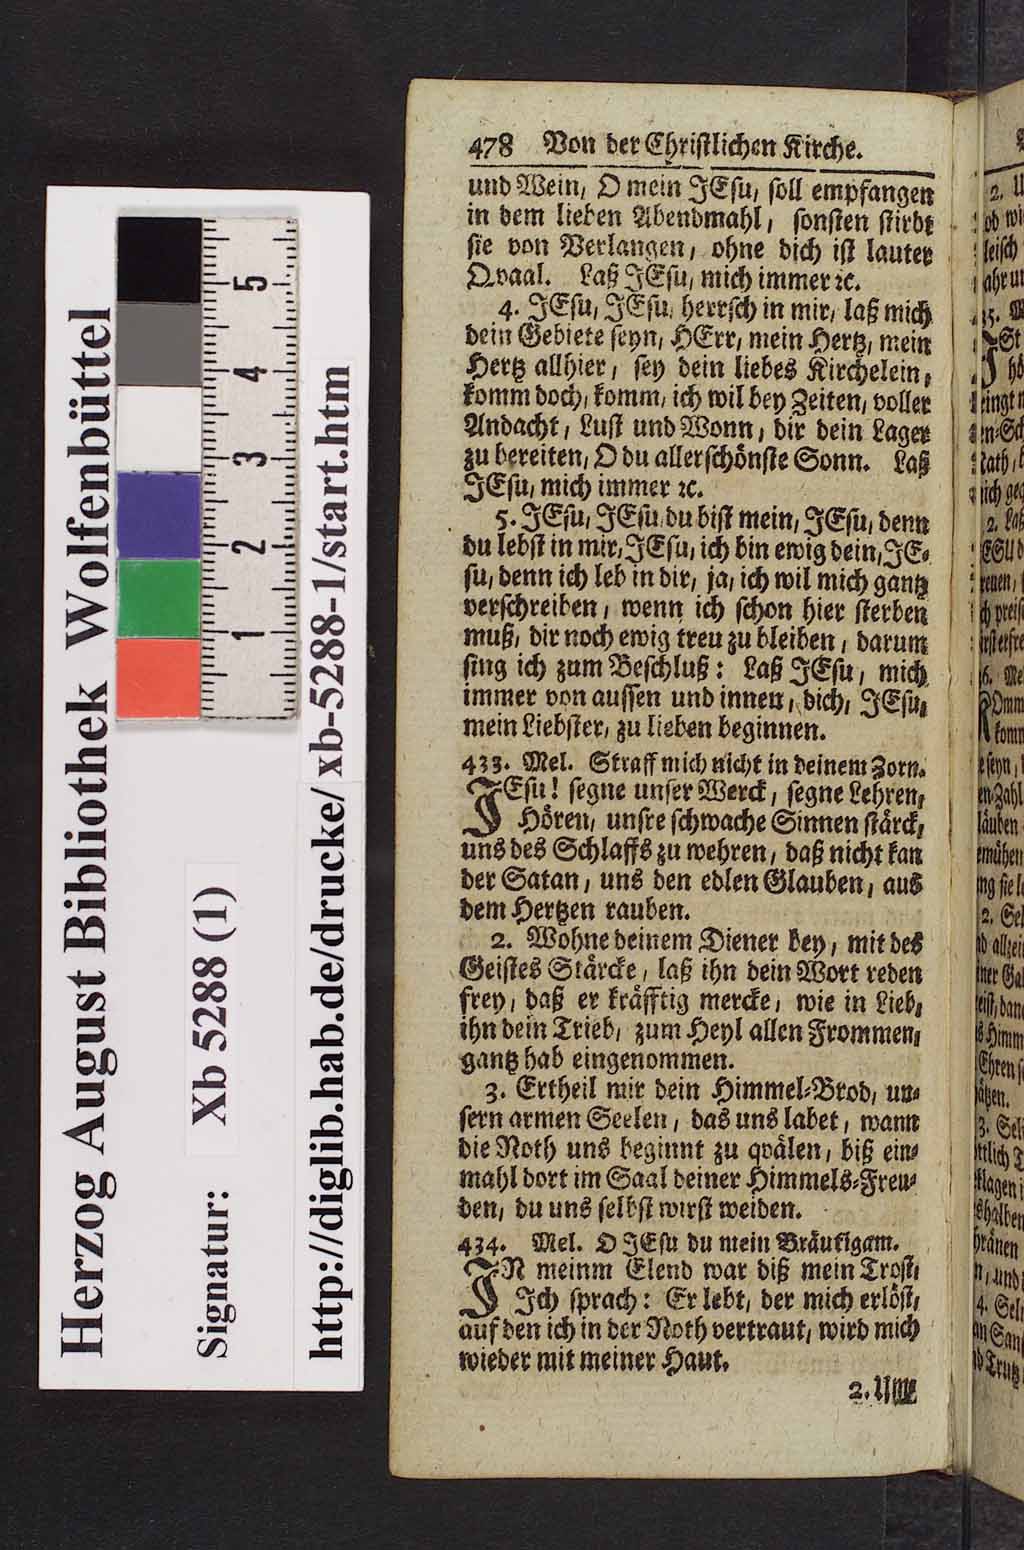 478 Von der Christlichen Kirche.
und Wein, O mein JEsu, soll empfangen
in dem lieben Abendmahl, sonsten stirbt
sie von Verlangen, ohne dich ist lauter
Qvaal. Laß JEsu, mich immer ꝛc.
4. JEsu, JEsu, herrsch in mir, laß mich
dein Gebiete seyn, HErr, mein Hertz, mein
Hertz allhier, sey dein liebes Kirchelein,
komm doch, komm, ich wil bey Zeiten, voller
Andacht, Lust und Wonn, dir dein Lager
zu bereiten, O du allerschönste Sonn. Laß
JEsu, mich immer ꝛc.
5. JEsu, JEsu du bist mein, JEsu, denn
du lebst in mir, JEsu, ich bin ewig dein, JE-
su, denn ich leb in dir, ja, ich wil mich gantz
verschreiben, wenn ich schon hier sterben
muß, dir noch ewig treu zu bleiben, darum
sing ich zum Beschluß: Laß JEsu, mich
immer von aussen und innen, dich, JEsu,
mein Liebster, zu lieben beginnen.
433. Mel. Straff mich nicht in deinem Zorn.
JEsu! segne unser Werck, segne Lehren,
Hören, unsre schwache Sinnen stärck,
uns des Schlaffs zu wehren, daß nicht kan
der Satan, uns den edlen Glauben, aus
dem Hertzen rauben.
2. Wohne deinem Diener bey, mit des
Geistes Stärcke, laß ihn dein Wort reden
frey, daß er kräfftig mercke, wie in Lieb,
ihn dein Trieb, zum Heyl allen Frommen,
gantz hab eingenommen.
3. Ertheil mir dein Himmel-Brod, un-
sern armen Seelen, das uns labet, wann
die Noth uns beginnt zu qvälen, biß ein-
mahl dort im Saal deiner Himmels-Freu-
den, du uns selbst wirst weiden.
434. Mel. O JEsu du mein Bräutigam.
JN meinm Elend war diß mein Trost,
Jch sprach: Er lebt, der mich erlöst,
auf den ich in der Noth vertraut, wird mich
wieder mit meiner Haut.
2. Um-
Herzog August Bibliothek Wolfenbüttel
Signatur: Xb 5288 (1)
http://diglib.hab.de/drucke/xb-5288-1/start.htm
1 2 3 4 5